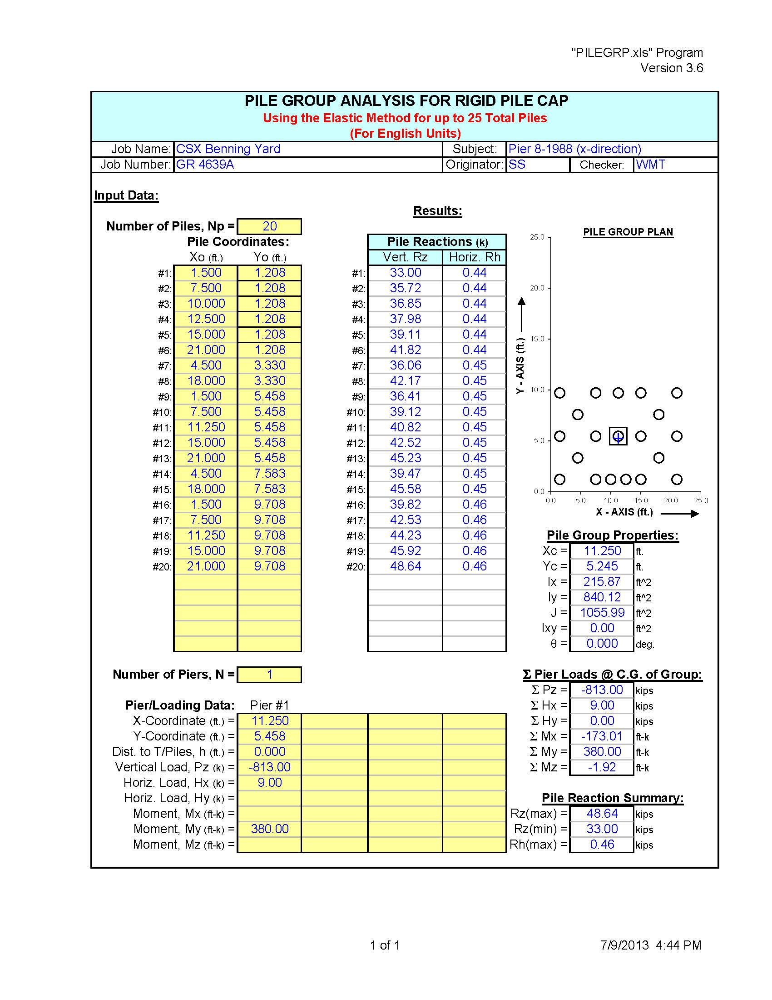 "PILEGRP.xls" Program
Version 3.6
PILE GROUP ANALYSIS FOR RIGID PILE CAP
Using the Elastic Method for up to 25 Total Piles
(For English Units)
Job Name: CSX Benning Yard Subject: Pier 8-1988 (x-direction)
Job Number: GR 4639A Originator: SS Checker: WMT
Input Data:
Results:
Number of Piles, Np = 20
Pile Coordinates:
Xo (ft.) Yo (ft.)
#1: 1.500 1.208
#2: 7.500 1.208
#3: 10.000 1.208
#4: 12.500 1.208
#5: 15.000 1.208
#6: 21.000 1.208
#7: 4.500 3.330
#8: 18.000 3.330
#9: 1.500 5.458
#10: 7.500 5.458
#11: 11.250 5.458
#12: 15.000 5.458
#13: 21.000 5.458
#14: 4.500 7.583
#15: 18.000 7.583
#16: 1.500 9.708
#17: 7.500 9.708
#18: 11.250 9.708
#19: 15.000 9.708
#20: 21.000 9.708
Pile Reactions (k)
Vert. Rz Horiz. Rh
#1: 33.00 0.44
#2: 35.72 0.44
#3: 36.85 0.44
#4: 37.98 0.44
#5: 39.11 0.44
#6: 41.82 0.44
#7: 36.06 0.45
#8: 42.17 0.45
#9: 36.41 0.45
#10: 39.12 0.45
#11: 40.82 0.45
#12: 42.52 0.45
#13: 45.23 0.45
#14: 39.47 0.45
#15: 45.58 0.45
#16: 39.82 0.46
#17: 42.53 0.46
#18: 44.23 0.46
#19: 45.92 0.46
#20: 48.64 0.46
PILE GROUP PLAN
25.0
20.0
15.0
10.0
5.0
0.0
Y - AXIS (ft.)
0.0 5.0 10.0 15.0 20.0 25.0
X - AXIS (ft.)
Pile Group Properties:
Xc = 11.250 ft.
Yc = 5.245 ft.
Ix = 215.87 ft^2
Iy = 840.12 ft^2
J = 1055.99 ft^2
Ixy = 0.00 ft^2
θ = 0.000 deg.
Number of Piers, N = 1
Pier/Loading Data: Pier #1
X-Coordinate (ft.) = 11.250
Y-Coordinate (ft.) = 5.458
Dist. to T/Piles, h (ft.) = 0.000
Vertical Load, Pz (k) = -813.00
Horiz. Load, Hx (k) = 9.00
Horiz. Load, Hy (k) =
Moment, Mx (ft-k) =
Moment, My (ft-k) = 380.00
Moment, Mz (ft-k) =
Σ Pier Loads @ C.G. of Group:
Σ Pz = -813.00 kips
Σ Hx = 9.00 kips
Σ Hy = 0.00 kips
Σ Mx = -173.01 ft-k
Σ My = 380.00 ft-k
Σ Mz = -1.92 ft-k
Pile Reaction Summary:
Rz(max) = 48.64 kips
Rz(min) = 33.00 kips
Rh(max) = 0.46 kips
1 of 1 7/9/2013 4:44 PM